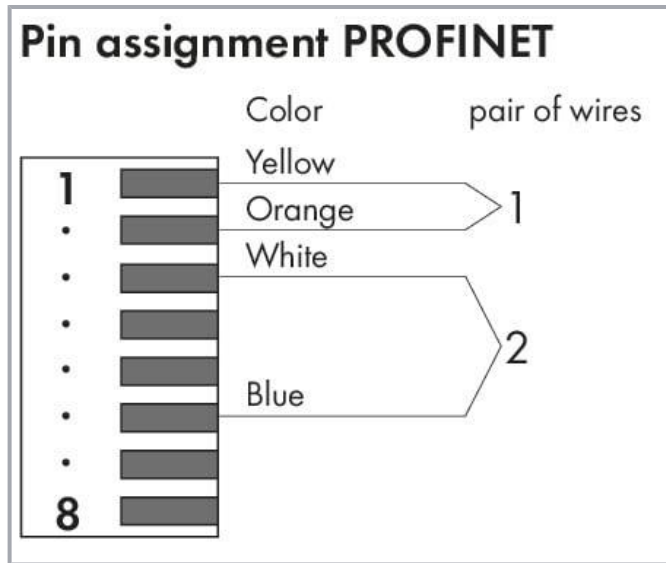 Pin assignment PROFINET
Color pair of wires
Yellow
1
Orange
1
White
2
Blue
8